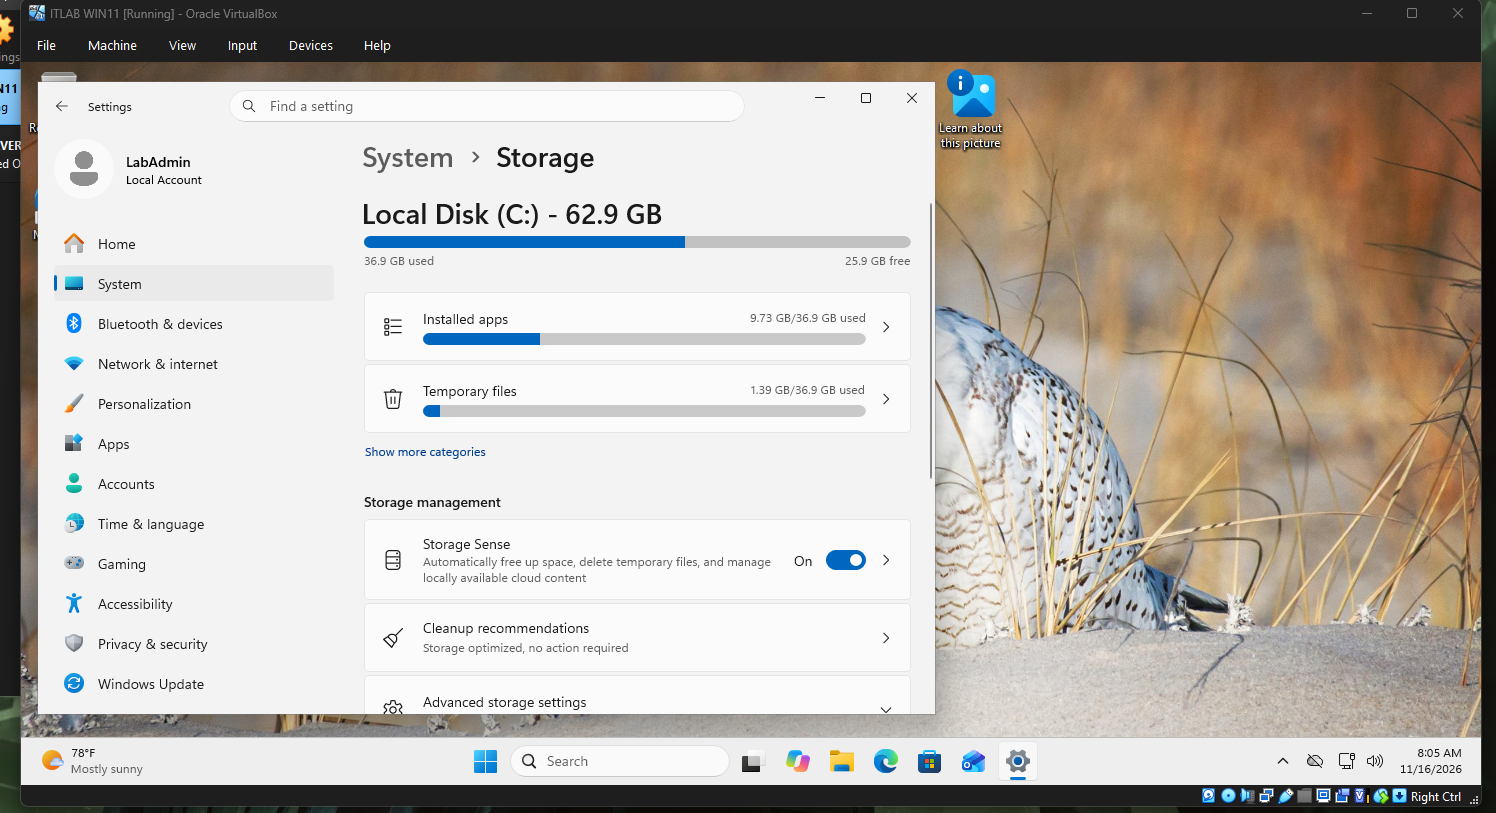 ITLAB WIN11 [Running] - Oracle VirtualBox
File Machine View Input Devices Help
Settings
Find a setting
Learn about
this picture
LabAdmin
Local Account
Home
System
Bluetooth & devices
Network & internet
Personalization
Apps
Accounts
Time & language
Gaming
Accessibility
Privacy & security
Windows Update
System > Storage
Local Disk (C:) - 62.9 GB
36.9 GB used 25.9 GB free
Installed apps 9.73 GB/36.9 GB used
Temporary files 1.39 GB/36.9 GB used
Show more categories
Storage management
Storage Sense
Automatically free up space, delete temporary files, and manage
locally available cloud content
On
Cleanup recommendations
Storage optimized, no action required
Advanced storage settings
78°F
Mostly sunny
Search
8:05 AM
11/16/2026
Right Ctrl